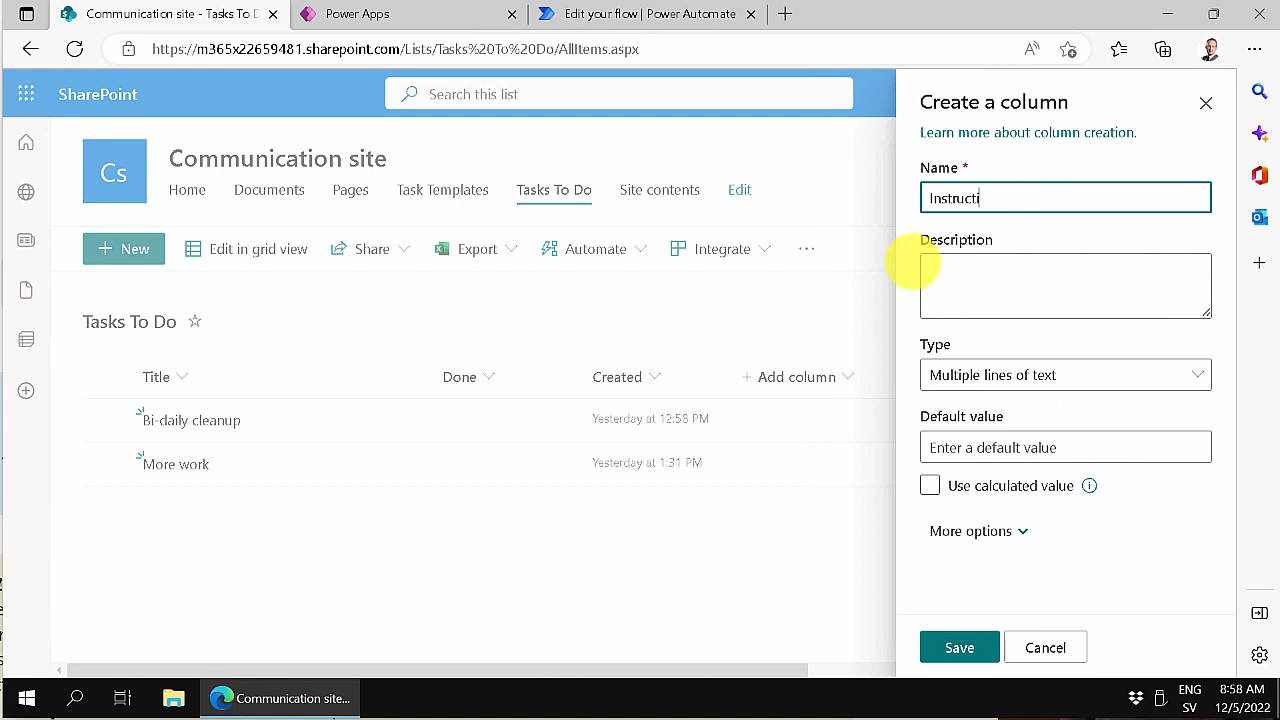 Communication site - Tasks To D
Power Apps
Edit your flow | Power Automate
https://m365x22659481.sharepoint.com/Lists/Tasks%20To%20Do/AllItems.aspx
SharePoint
Search this list
Cs
Communication site
Home
Documents
Pages
Task Templates
Tasks To Do
Site contents
Edit
New
Edit in grid view
Share
Export
Automate
Integrate
Tasks To Do
Title
Done
Created
Add column
Bi-daily cleanup
Yesterday at 12:58 PM
More work
Yesterday at 1:31 PM
Create a column
Learn more about column creation.
Name *
Instructi
Description
Type
Multiple lines of text
Default value
Enter a default value
Use calculated value
More options
Save
Cancel
Communication site...
ENG
SV
8:58 AM
12/5/2022